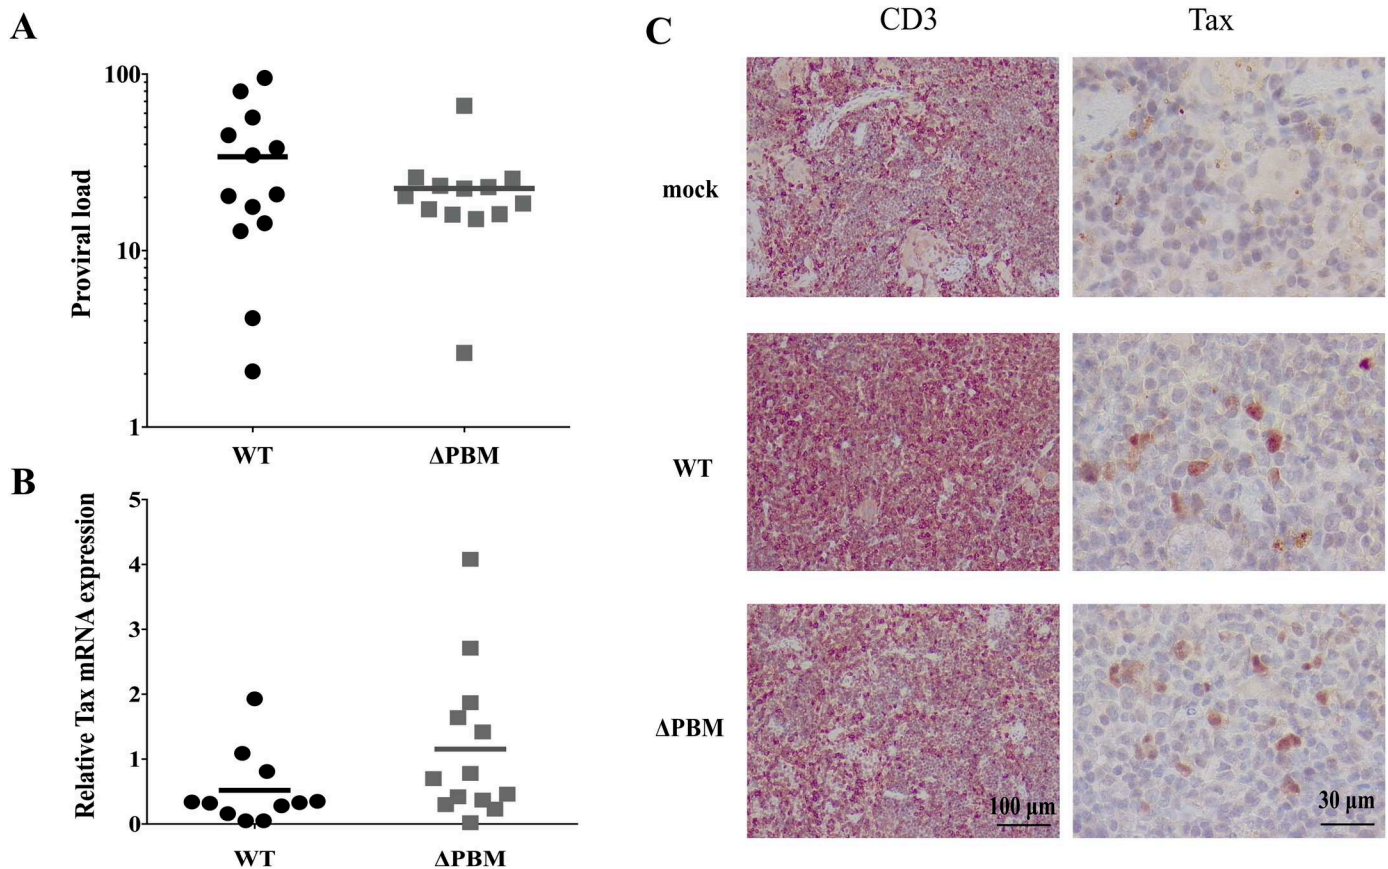 A
Proviral load
100
10
1
WT ΔPBM
B
Relative Tax mRNA expression
5
4
3
2
1
0
WT ΔPBM
C
CD3 Tax
mock
WT
ΔPBM
100 µm
30 µm